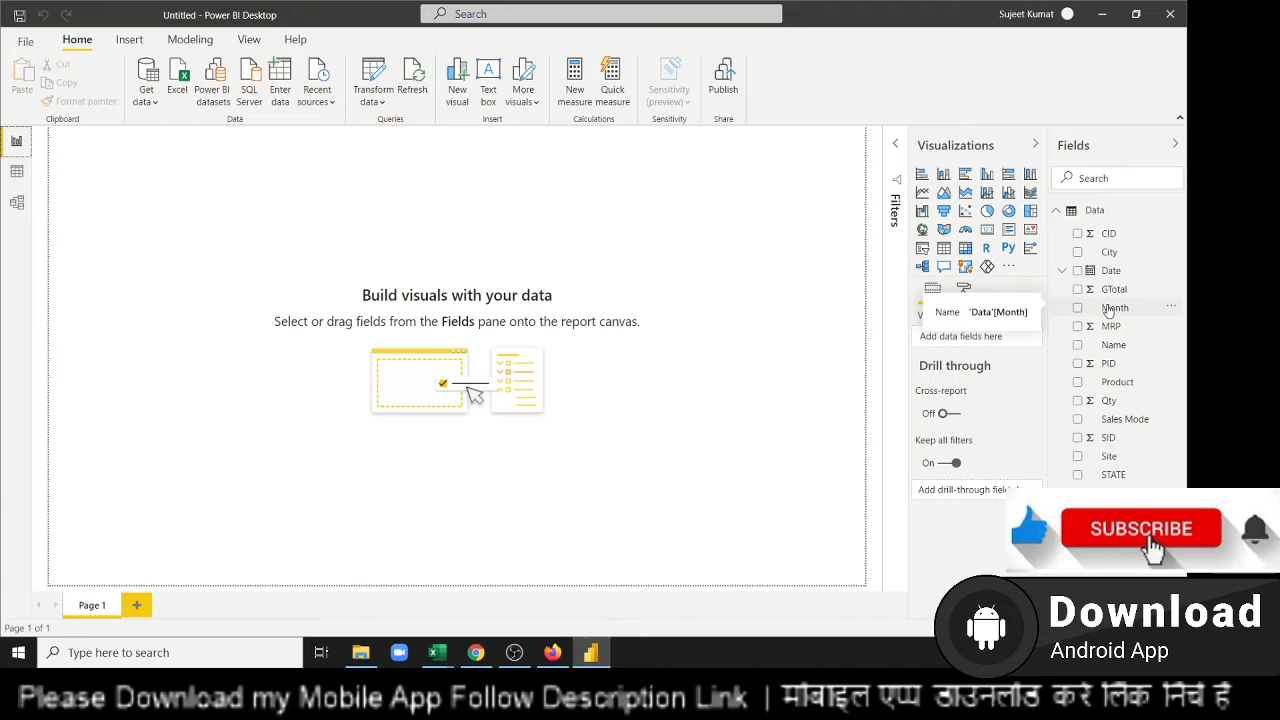 Untitled - Power BI Desktop
Search
Sujeet Kumat
File
Home
Insert
Modeling
View
Help
Paste
Cut
Copy
Format painter
Clipboard
Get data
Excel
Power BI datasets
SQL Server
Enter data
Recent sources
Data
Transform data
Refresh
Queries
New visual
Text box
More visuals
Insert
New measure
Quick measure
Calculations
Sensitivity (preview)
Sensitivity
Publish
Share
Build visuals with your data
Select or drag fields from the Fields pane onto the report canvas.
Filters
Visualizations
R
Py
123
Name 'Data'[Month]
Add data fields here
Drill through
Cross-report
Off
Keep all filters
On
Add drill-through fields
Fields
Search
Data
CID
City
Date
GTotal
Month
MRP
Name
PID
Product
Qty
Sales Mode
SID
Site
STATE
SUBSCRIBE
Download
Android App
Page 1
Page 1 of 1
Type here to search
Please Download my Mobile App Follow Description Link | मोबाइल एप्प डाउनलोड करे लिंक निचे है